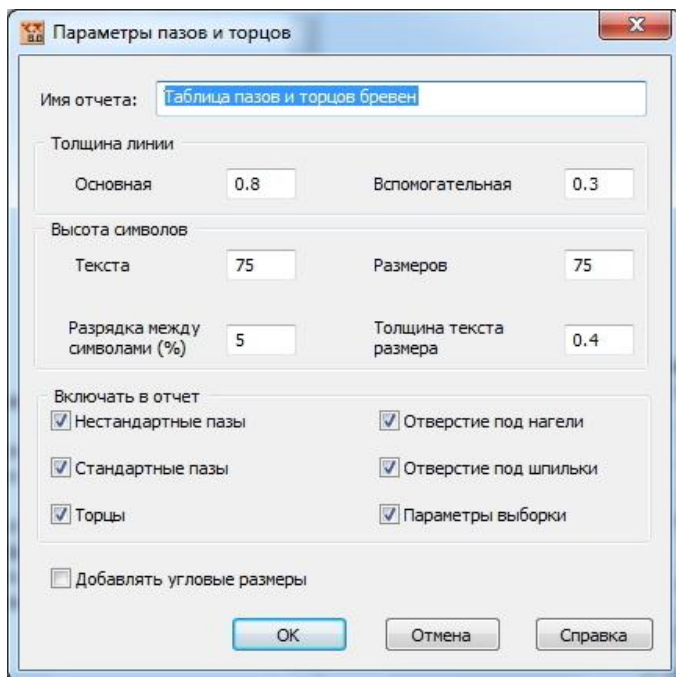 Параметры пазов и торцов
Имя отчета: Таблица пазов и торцов бревен
Толщина линии
Основная 0.8 Вспомогательная 0.3
Высота символов
Текста 75 Размеров 75
Разрядка между символами (%) 5 Толщина текста размера 0.4
Включать в отчет
Нестандартные пазы Отверстие под нагели
Стандартные пазы Отверстие под шпильки
Торцы Параметры выборки
Добавлять угловые размеры
OK Отмена Справка